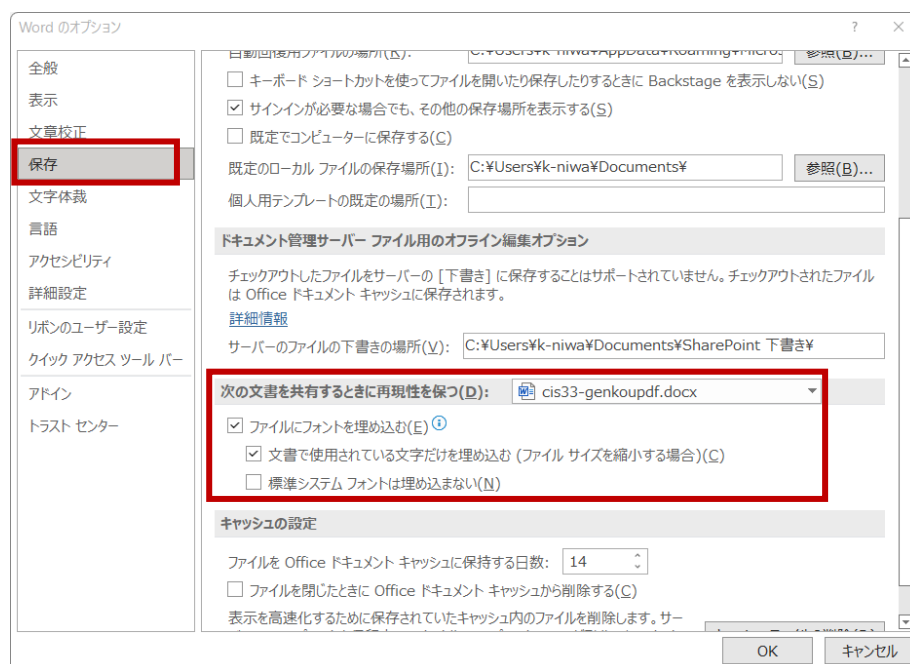 Word のオプション
全般
表示
文章校正
保存
文字体裁
言語
アクセシビリティ
詳細設定
リボンのユーザー設定
クイック アクセス ツール バー
アドイン
トラスト センター
自動回復用ファイルの場所(R): C:¥Users¥k-niwa¥AppData¥Roaming¥Micros 参照(B)...
キーボード ショートカットを使ってファイルを開いたり保存したりするときに Backstage を表示しない(S)
サインインが必要な場合でも、その他の保存場所を表示する(S)
既定でコンピューターに保存する(C)
既定のローカル ファイルの保存場所(I): C:¥Users¥k-niwa¥Documents¥ 参照(B)...
個人用テンプレートの既定の場所(T):
ドキュメント管理サーバー ファイル用のオフライン編集オプション
チェックアウトしたファイルをサーバーの [下書き] に保存することはサポートされていません。チェックアウトされたファイル
は Office ドキュメント キャッシュに保存されます。
詳細情報
サーバーのファイルの下書きの場所(V): C:¥Users¥k-niwa¥Documents¥SharePoint 下書き¥
次の文書を共有するときに再現性を保つ(D): cis33-genkoupdf.docx
ファイルにフォントを埋め込む(E)
文書で使用されている文字だけを埋め込む (ファイル サイズを縮小する場合)(C)
標準システム フォントは埋め込まない(N)
キャッシュの設定
ファイルを Office ドキュメント キャッシュに保持する日数: 14
ファイルを閉じたときに Office ドキュメント キャッシュから削除する(C)
表示を高速化するために保存されていたキャッシュ内のファイルを削除します。サー
OK キャンセル